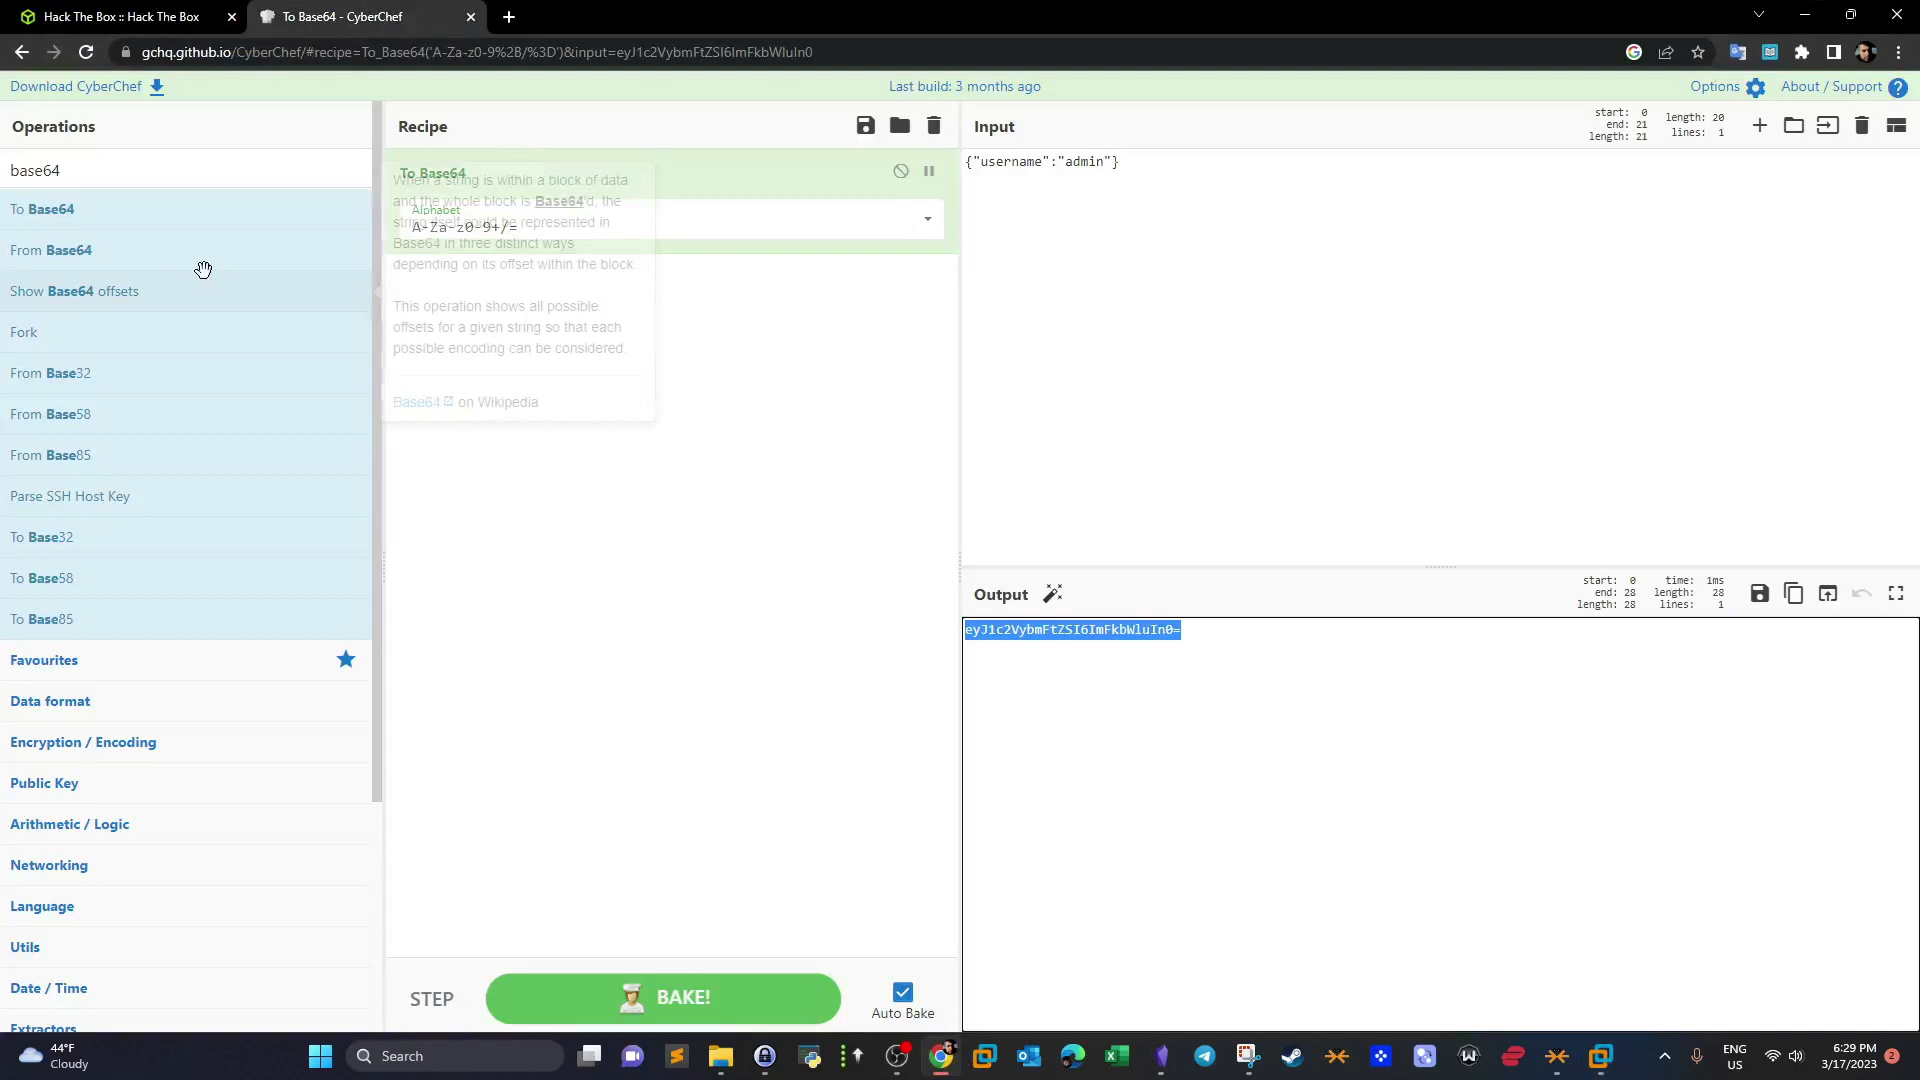 Hack The Box :: Hack The Box
To Base64 - CyberChef
gchq.github.io/CyberChef/#recipe=To_Base64('A-Za-z0-9%2B/%3D')&input=eyJ1c2VybmFtZSI6ImFkbWluIn0
Download CyberChef
Last build: 3 months ago
Options
About / Support
Operations
base64
To Base64
From Base64
Show Base64 offsets
Fork
From Base32
From Base58
From Base85
Parse SSH Host Key
To Base32
To Base58
To Base85
Favourites
Data format
Encryption / Encoding
Public Key
Arithmetic / Logic
Networking
Language
Utils
Date / Time
Extractors
Recipe
To Base64
Alphabet
A-Za-z0-9+/=
When a string is within a block of data
and the whole block is Base64'd, the
string itself could be represented in
Base64 in three distinct ways
depending on its offset within the block.
This operation shows all possible
offsets for a given string so that each
possible encoding can be considered.
Base64 on Wikipedia
STEP
BAKE!
Auto Bake
Input
start: 0
end: 21
length: 21
length: 20
lines: 1
{"username":"admin"}
Output
start: 0
end: 28
length: 28
time: 1ms
length: 28
lines: 1
eyJ1c2VybmFtZSI6ImFkbWluIn0=
44°F
Cloudy
Search
ENG
US
6:29 PM
3/17/2023
2